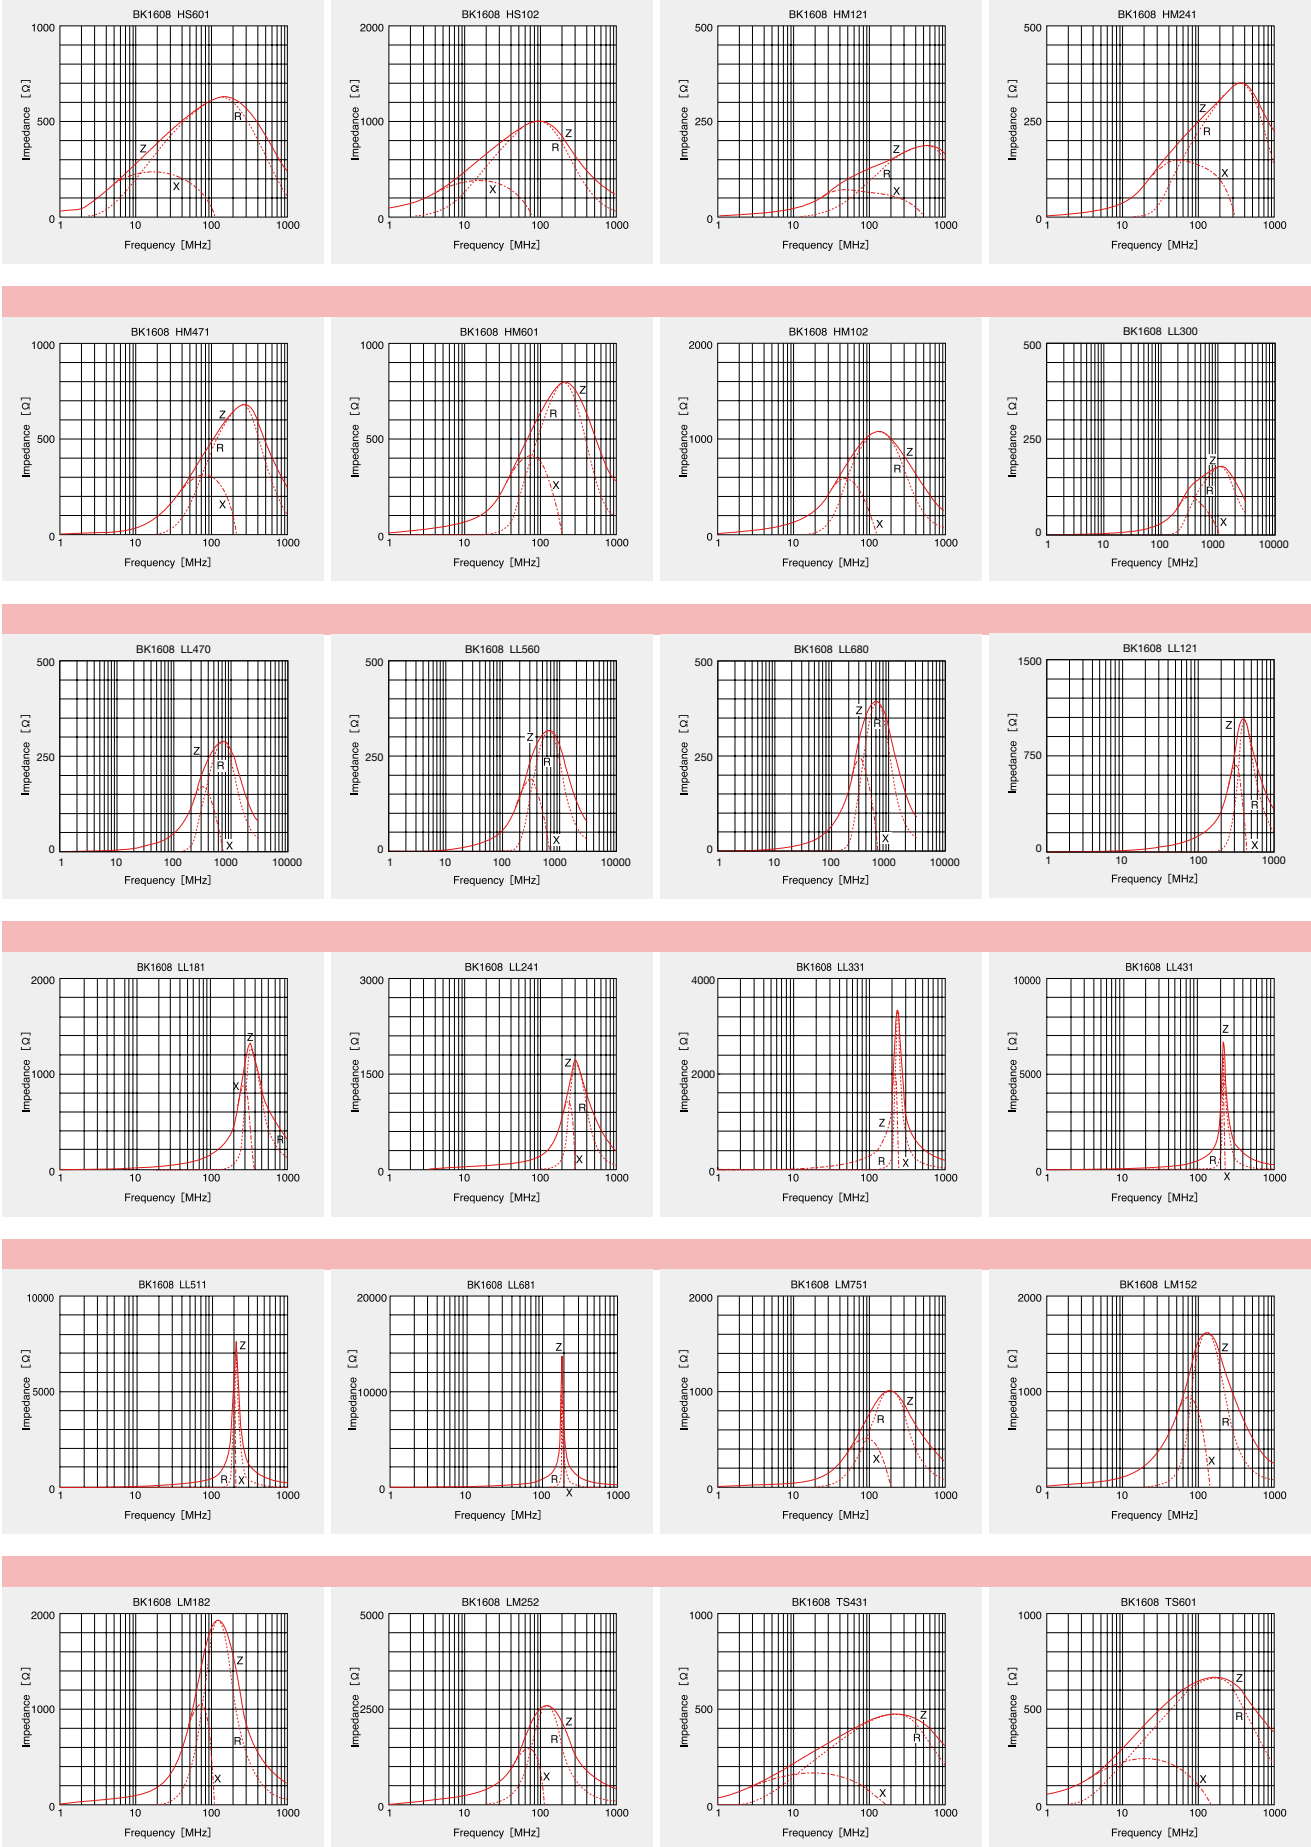 BK1608 HS601
1000
500
0
Impedance [Ω]
Z
R
X
1
10
100
1000
Frequency [MHz]
BK1608 HS102
2000
1000
0
Impedance [Ω]
Z
R
X
1
10
100
1000
Frequency [MHz]
BK1608 HM121
500
250
0
Impedance [Ω]
Z
R
X
1
10
100
1000
Frequency [MHz]
BK1608 HM241
500
250
0
Impedance [Ω]
Z
R
X
1
10
100
1000
Frequency [MHz]
BK1608 HM471
1000
500
0
Impedance [Ω]
Z
R
X
1
10
100
1000
Frequency [MHz]
BK1608 HM601
1000
500
0
Impedance [Ω]
Z
R
X
1
10
100
1000
Frequency [MHz]
BK1608 HM102
2000
1000
0
Impedance [Ω]
Z
R
X
1
10
100
1000
Frequency [MHz]
BK1608 LL300
500
250
0
Impedance [Ω]
Z
R
X
1
10
100
1000
10000
Frequency [MHz]
BK1608 LL470
500
250
0
Impedance [Ω]
Z
R
X
1
10
100
1000
10000
Frequency [MHz]
BK1608 LL560
500
250
0
Impedance [Ω]
Z
R
X
1
10
100
1000
10000
Frequency [MHz]
BK1608 LL680
500
250
0
Impedance [Ω]
Z
R
X
1
10
100
1000
10000
Frequency [MHz]
BK1608 LL121
1500
750
0
Impedance [Ω]
Z
R
X
1
10
100
1000
Frequency [MHz]
BK1608 LL181
2000
1000
0
Impedance [Ω]
Z
X
R
1
10
100
1000
Frequency [MHz]
BK1608 LL241
3000
1500
0
Impedance [Ω]
Z
R
X
1
10
100
1000
Frequency [MHz]
BK1608 LL331
4000
2000
0
Impedance [Ω]
Z
R
X
1
10
100
1000
Frequency [MHz]
BK1608 LL431
10000
5000
0
Impedance [Ω]
Z
R
X
1
10
100
1000
Frequency [MHz]
BK1608 LL511
10000
5000
0
Impedance [Ω]
Z
R
X
1
10
100
1000
Frequency [MHz]
BK1608 LL681
20000
10000
0
Impedance [Ω]
Z
R
X
1
10
100
1000
Frequency [MHz]
BK1608 LM751
2000
1000
0
Impedance [Ω]
Z
R
X
1
10
100
1000
Frequency [MHz]
BK1608 LM152
2000
1000
0
Impedance [Ω]
Z
R
X
1
10
100
1000
Frequency [MHz]
BK1608 LM182
2000
1000
0
Impedance [Ω]
Z
R
X
1
10
100
1000
Frequency [MHz]
BK1608 LM252
5000
2500
0
Impedance [Ω]
Z
R
X
1
10
100
1000
Frequency [MHz]
BK1608 TS431
1000
500
0
Impedance [Ω]
Z
R
X
1
10
100
1000
Frequency [MHz]
BK1608 TS601
1000
500
0
Impedance [Ω]
Z
R
X
1
10
100
1000
Frequency [MHz]